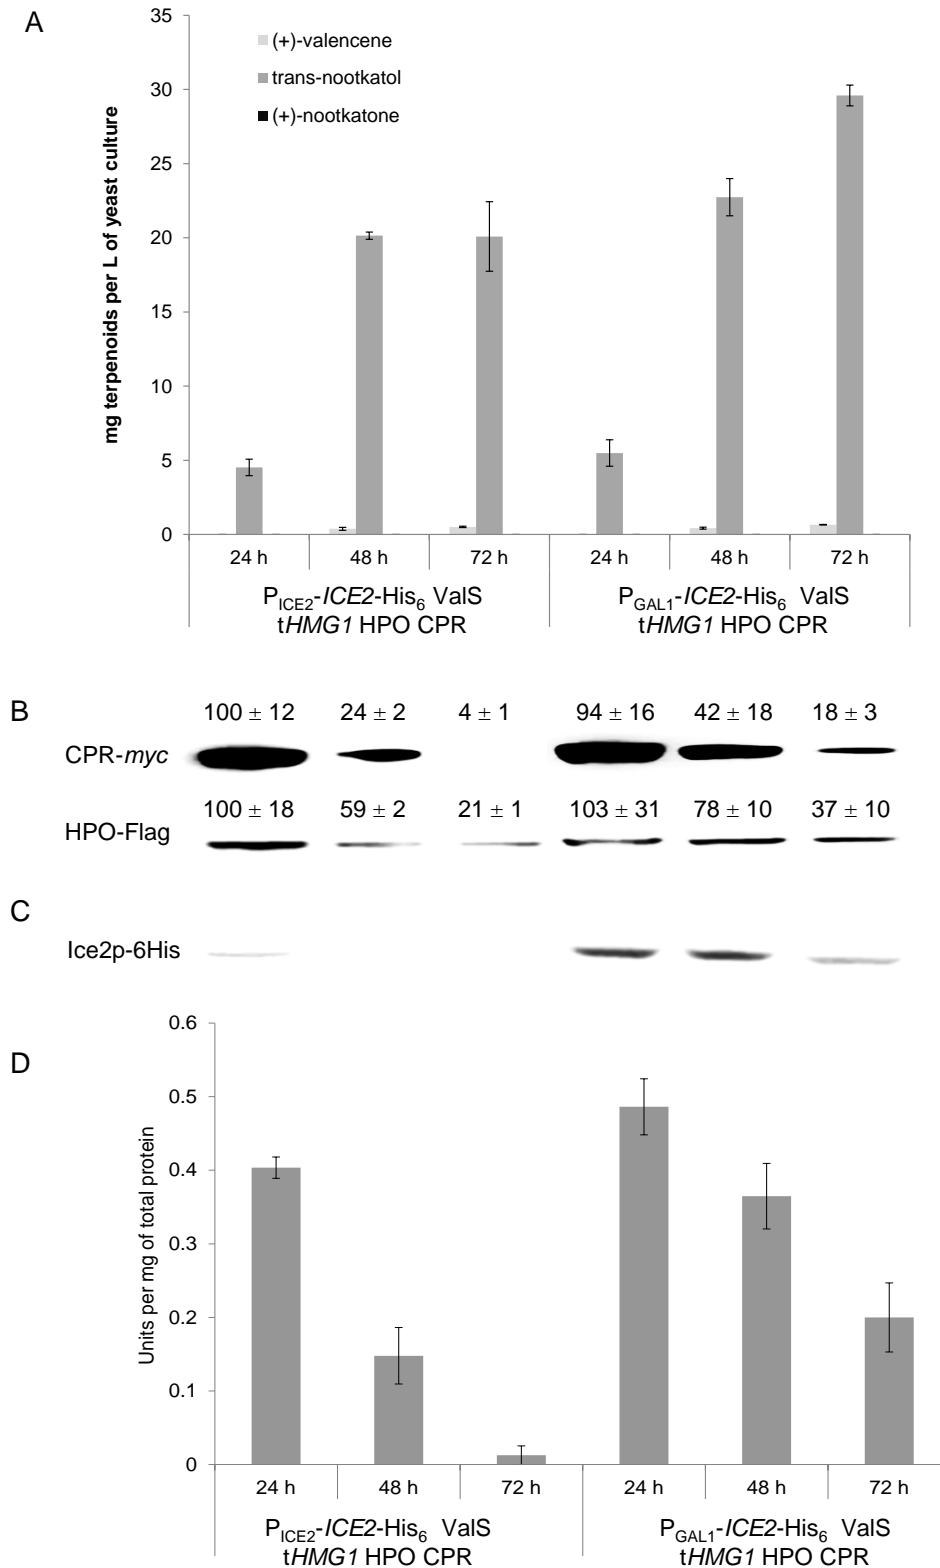 A
35
30
25
20
15
10
5
0
mg terpenoids per L of yeast culture
(+)-valencene
trans-nootkatol
(+)-nootkatone
24 h 48 h 72 h 24 h 48 h 72 h
P_ICE2-ICE2-His6 ValS P_GAL1-ICE2-His6 ValS
tHMG1 HPO CPR tHMG1 HPO CPR
B
100 ± 12 24 ± 2 4 ± 1 94 ± 16 42 ± 18 18 ± 3
CPR-myc
100 ± 18 59 ± 2 21 ± 1 103 ± 31 78 ± 10 37 ± 10
HPO-Flag
C
Ice2p-6His
D
0.6
0.5
0.4
0.3
0.2
0.1
0
Units per mg of total protein
24 h 48 h 72 h 24 h 48 h 72 h
P_ICE2-ICE2-His6 ValS P_GAL1-ICE2-His6 ValS
tHMG1 HPO CPR tHMG1 HPO CPR